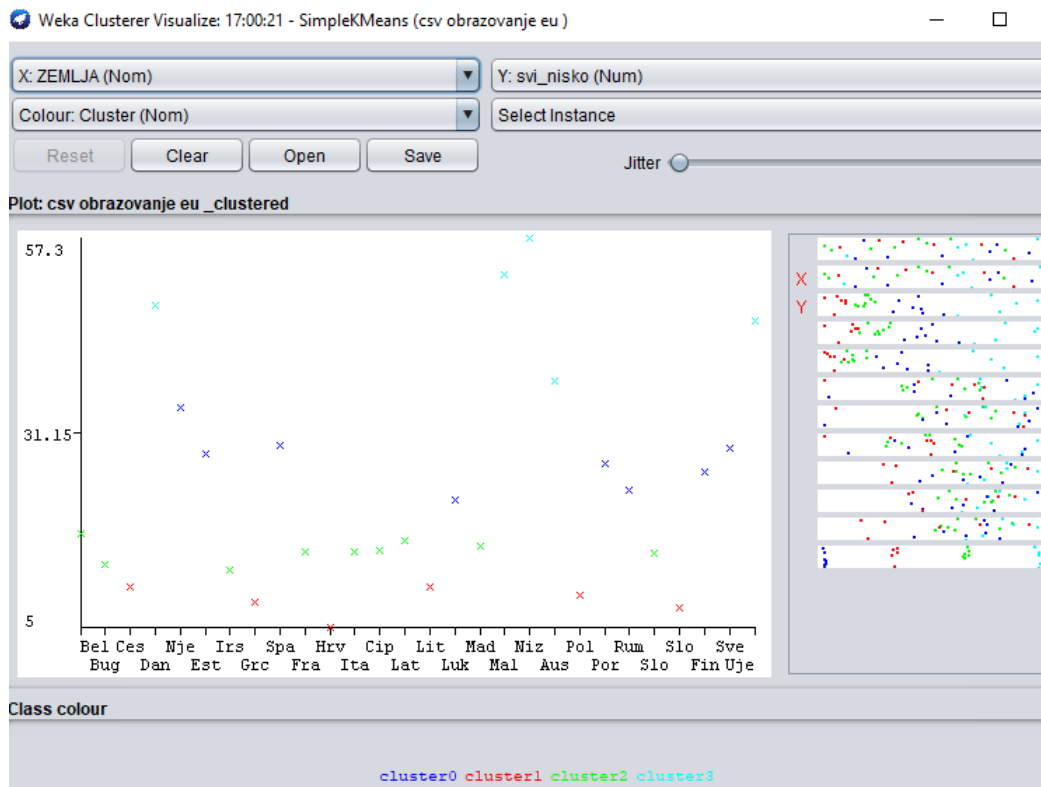 Weka Clusterer Visualize: 17:00:21 - SimpleKMeans (csv obrazovanje eu )
X: ZEMLJA (Nom) Y: svi_nisko (Num)
Colour: Cluster (Nom) Select Instance
Reset Clear Open Save Jitter
Plot: csv obrazovanje eu _clustered
57.3
X
Y
31.15
5
Bel Ces Nje Irs Spa Hrv Cip Lit Mad Niz Pol Rum Slo Sve
Bug Dan Est Grc Fra Ita Lat Luk Mal Aus Por Slo Fin Uje
Class colour
cluster0 cluster1 cluster2 cluster3